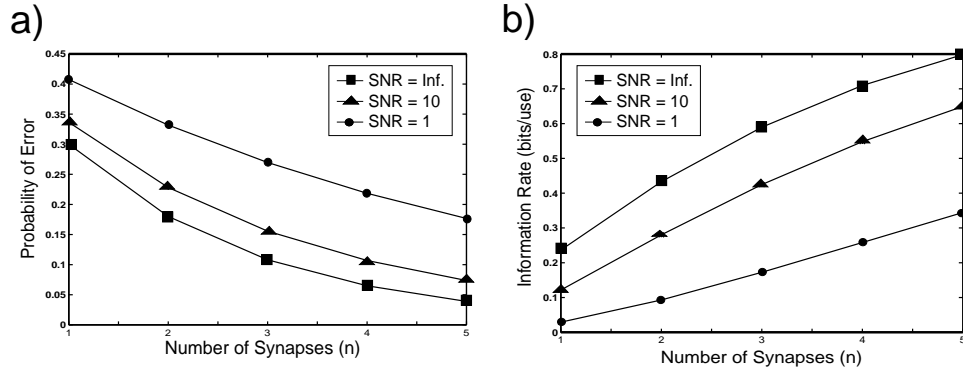 a)
0.45
0.4
0.35
0.3
0.25
0.2
0.15
0.1
0.05
0
Probability of Error
SNR = Inf.
SNR = 10
SNR = 1
1 2 3 4 5
Number of Synapses (n)
b)
0.8
0.7
0.6
0.5
0.4
0.3
0.2
0.1
0
Information Rate (bits/use)
SNR = Inf.
SNR = 10
SNR = 1
1 2 3 4 5
Number of Synapses (n)